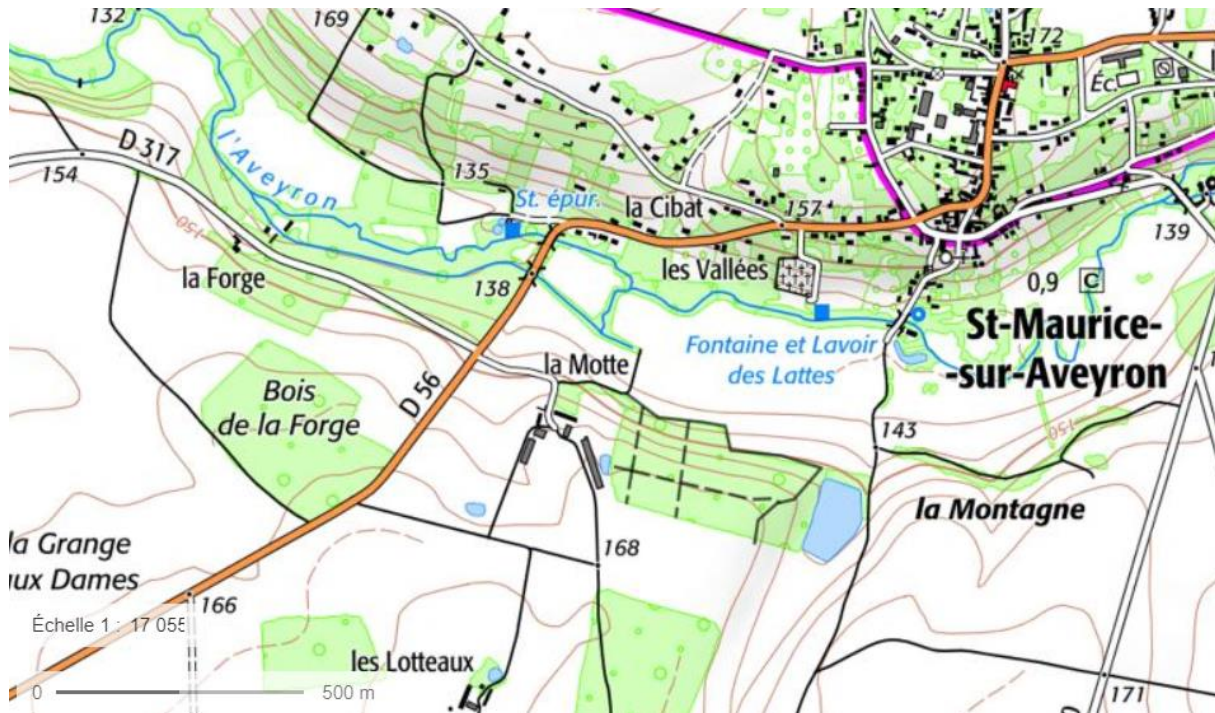 132
169
172
Éc.
D 317
l'Aveyron
154
135
St. épur.
la Cibat
157
139
150
la Forge
138
les Vallées
0,9
C
St-Maurice-
-sur-Aveyron
Fontaine et Lavoir
des Lattes
la Motte
Bois
de la Forge
D 56
143
150
la Montagne
la Grange
aux Dames
168
166
Échelle 1 : 17 055
les Lotteaux
0
500 m
171